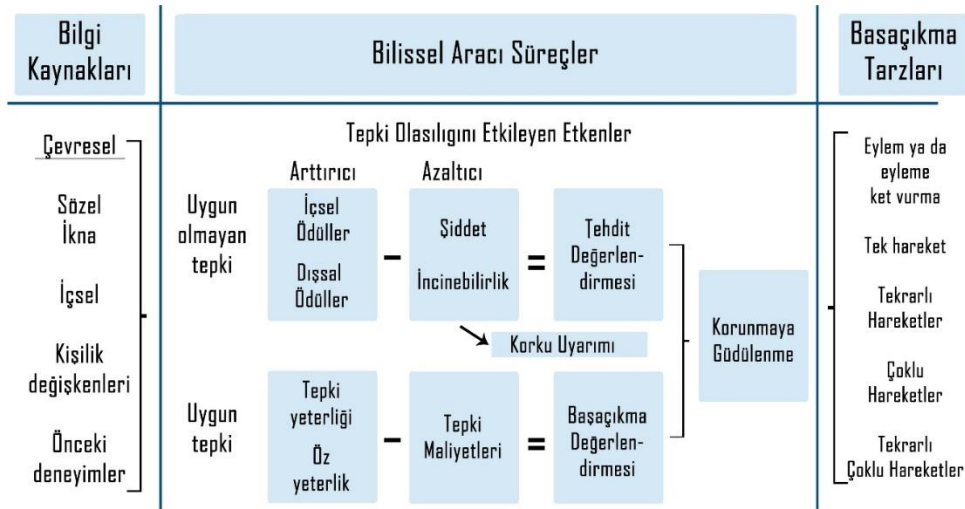 Bilgi
Kaynakları
Bilissel Aracı Süreçler
Basaçıkma
Tarzları
Çevresel
Sözel
İkna
İçsel
Kişilik
değişkenleri
Önceki
deneyimler
Tepki Olasılıgını Etkileyen Etkenler
Arttırıcı
Azaltıcı
Uygun
olmayan
tepki
İçsel
Ödüller
Dışsal
Ödüller
-
Şiddet
İncinebilirlik
=
Tehdit
Değerlen-
dirmesi
Korku Uyarımı
Uygun
tepki
Tepki
yeterliği
Öz
yeterlik
-
Tepki
Maliyetleri
=
Başaçıkma
Değerlen-
dirmesi
Korunmaya
Güdülenme
Eylem ya da
eyleme
ket vurma
Tek hareket
Tekrarlı
Hareketler
Çoklu
Hareketler
Tekrarlı
Çoklu Hareketler